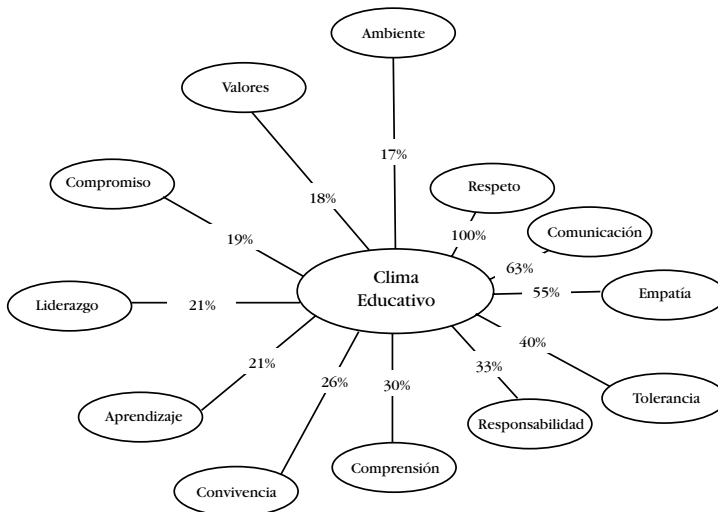 Ambiente
Valores
17%
Compromiso
18%
Respeto
100%
Comunicación
19%
63%
Clima
Educativo
55%
Empatía
Liderazgo
21%
40%
Tolerancia
21%
Aprendizaje
26%
30%
33%
Responsabilidad
Comprensión
Convivencia